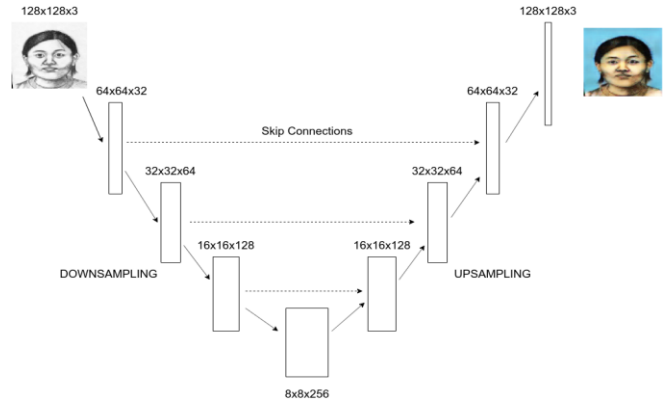 128x128x3
128x128x3
64x64x32
64x64x32
Skip Connections
32x32x64
32x32x64
16x16x128
16x16x128
DOWNSAMPLING
UPSAMPLING
8x8x256